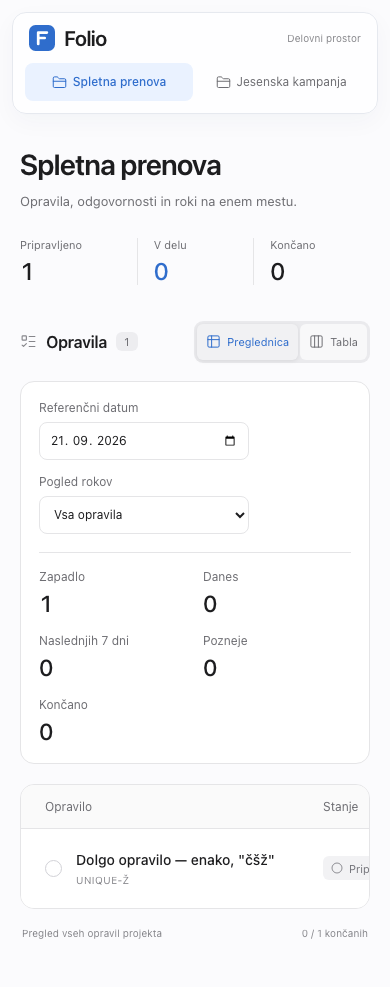 F Folio
Delovni prostor
Spletna prenova
Jesenska kampanja
Spletna prenova
Opravila, odgovornosti in roki na enem mestu.
Pripravljeno
1
V delu
0
Končano
0
Opravila 1
Preglednica
Tabla
Referenčni datum
21. 09. 2026
Pogled rokov
Vsa opravila
Zapadlo
1
Danes
0
Naslednjih 7 dni
0
Pozneje
0
Končano
0
Opravilo
Stanje
Dolgo opravilo — enako, "čšž"
UNIQUE-Ž
Prip
Pregled vseh opravil projekta
0 / 1 končanih